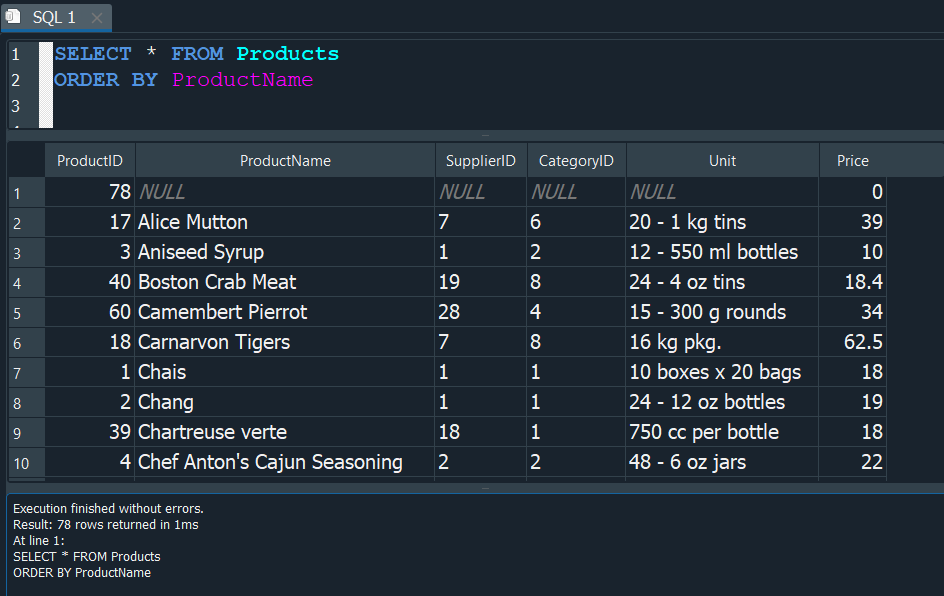 SQL 1
1 SELECT * FROM Products
2 ORDER BY ProductName
3
ProductID ProductName SupplierID CategoryID Unit Price
1 78 NULL NULL NULL NULL 0
2 17 Alice Mutton 7 6 20 - 1 kg tins 39
3 3 Aniseed Syrup 1 2 12 - 550 ml bottles 10
4 40 Boston Crab Meat 19 8 24 - 4 oz tins 18.4
5 60 Camembert Pierrot 28 4 15 - 300 g rounds 34
6 18 Carnarvon Tigers 7 8 16 kg pkg. 62.5
7 1 Chais 1 1 10 boxes x 20 bags 18
8 2 Chang 1 1 24 - 12 oz bottles 19
9 39 Chartreuse verte 18 1 750 cc per bottle 18
10 4 Chef Anton's Cajun Seasoning 2 2 48 - 6 oz jars 22
Execution finished without errors.
Result: 78 rows returned in 1ms
At line 1:
SELECT * FROM Products
ORDER BY ProductName